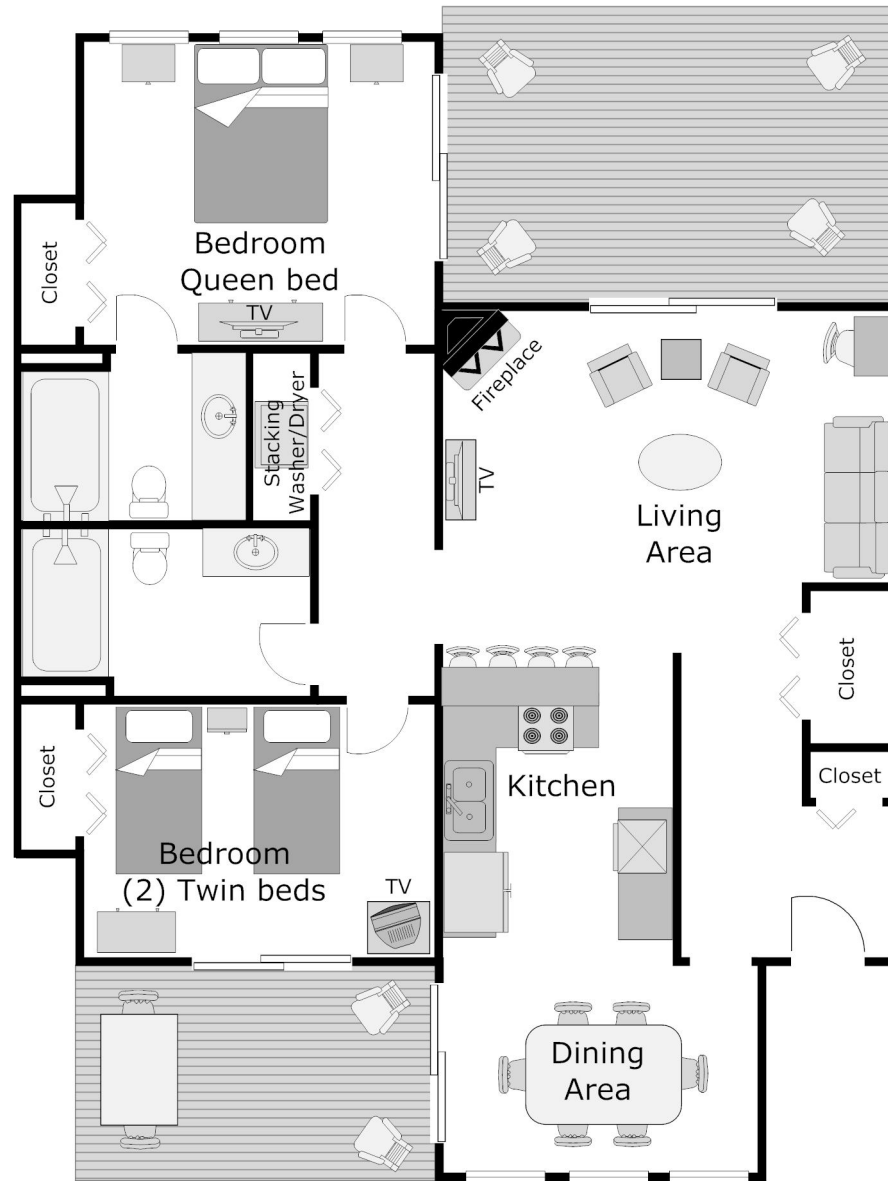 Bedroom
Queen bed
Closet
TV
Fireplace
Stacking
Washer/Dryer
TV
Living
Area
Closet
Closet
Closet
Kitchen
Bedroom
(2) Twin beds
TV
Dining
Area